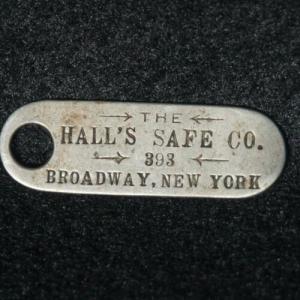 THE
HALL'S SAFE CO.
393
BROADWAY, NEW YORK